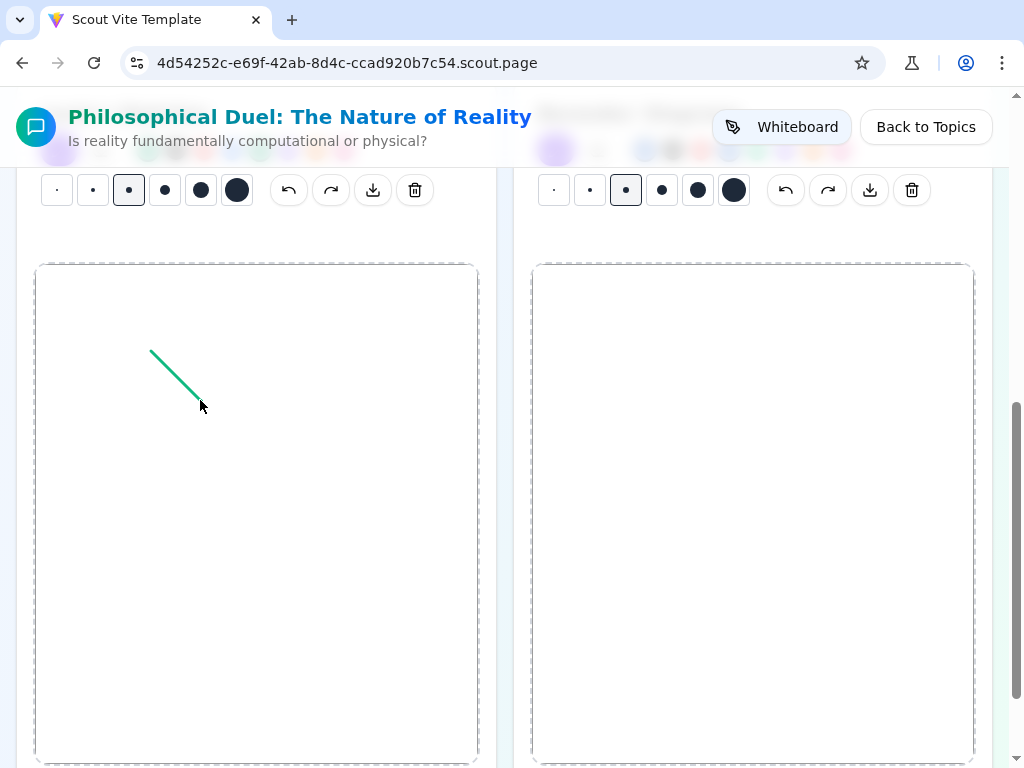 Scout Vite Template
4d54252c-e69f-42ab-8d4c-ccad920b7c54.scout.page
Philosophical Duel: The Nature of Reality
Is reality fundamentally computational or physical?
Whiteboard
Back to Topics